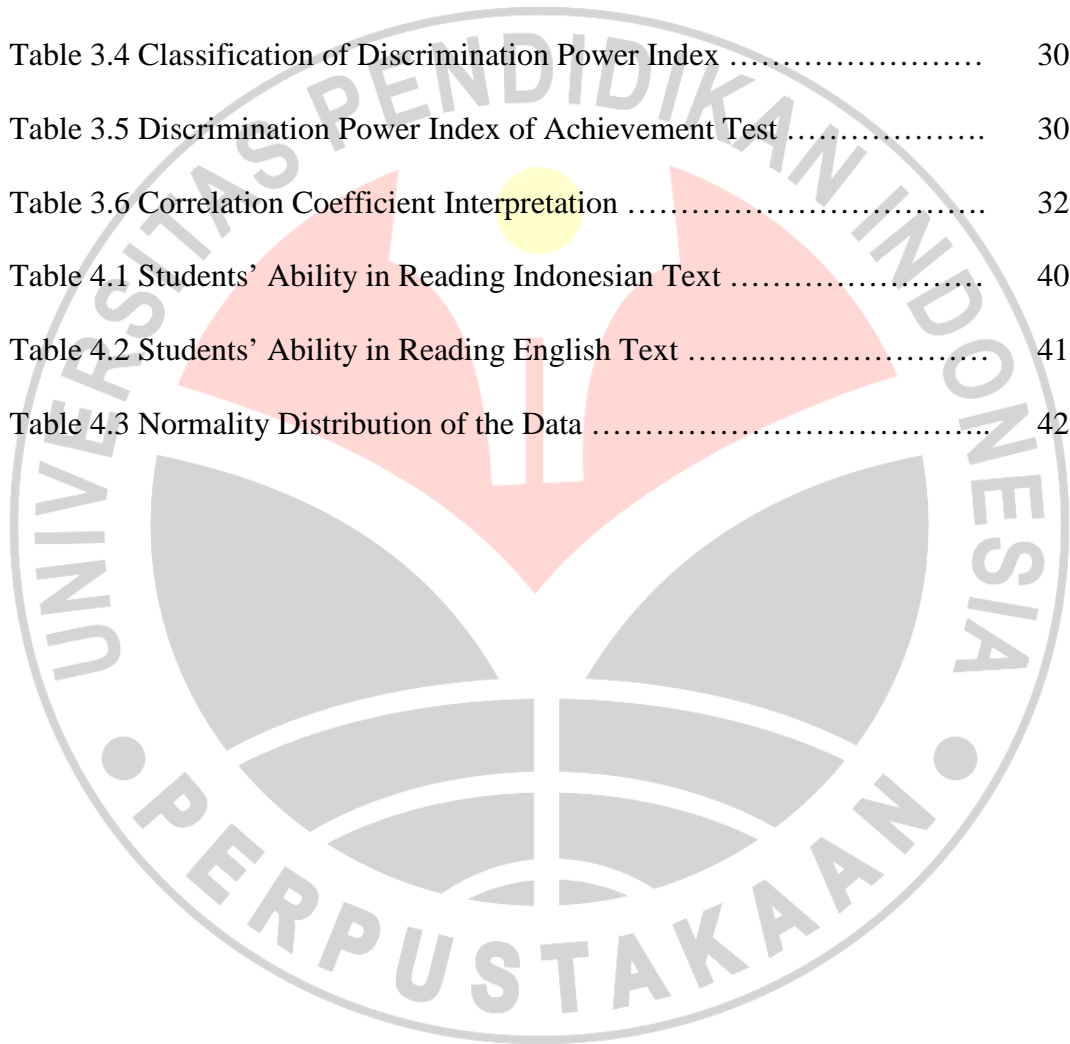 Table 3.4 Classification of Discrimination Power Index …………………… 30
Table 3.5 Discrimination Power Index of Achievement Test ………………. 30
Table 3.6 Correlation Coefficient Interpretation ……………………………. 32
Table 4.1 Students’ Ability in Reading Indonesian Text …………………… 40
Table 4.2 Students’ Ability in Reading English Text ……..………………… 41
Table 4.3 Normality Distribution of the Data ……………………………….. 42
UNIVERSITAS PENDIDIKAN INDONESIA
PERPUSTAKAAN